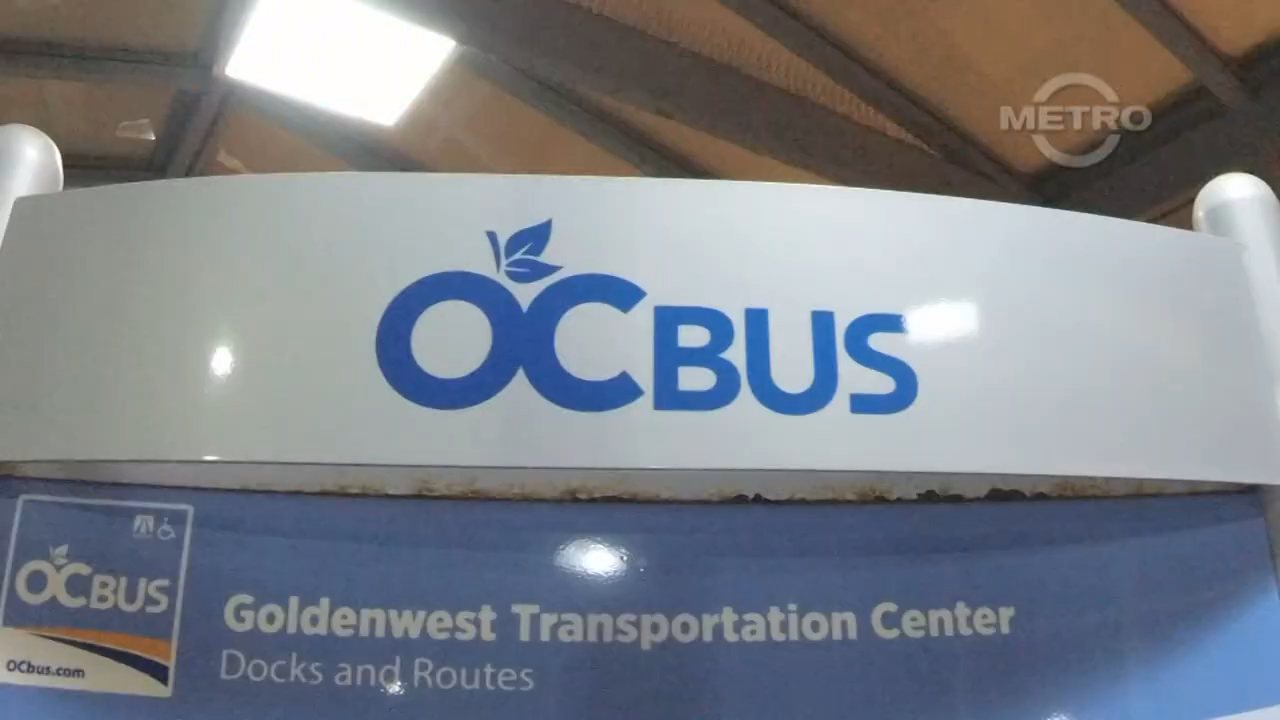 METRO
OCBUS
OCBUS
OCbus.com
Goldenwest Transportation Center
Docks and Routes